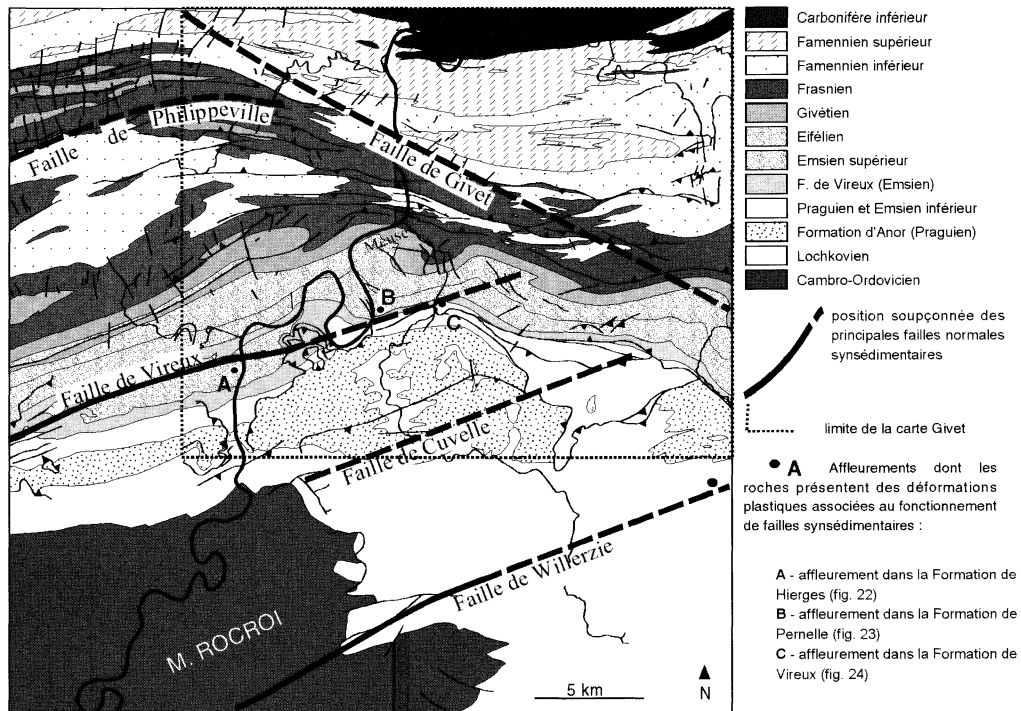 Faille de Philippeville
Faille de Givet
Meuse
B
C
A
Faille de Vireux
Faille de Cuvelle
Faille de Willerzie
M. ROCROI
5 km
N
Carbonifère inférieur
Famennien supérieur
Famennien inférieur
Frasnien
Givétien
Eifélien
Emsien supérieur
F. de Vireux (Emsien)
Praguien et Emsien inférieur
Formation d'Anor (Praguien)
Lochkovien
Cambro-Ordovicien
position soupçonnée des
principales failles normales
synsédimentaires
limite de la carte Givet
A Affleurements dont les
roches présentent des déformations
plastiques associées au fonctionnement
de failles synsédimentaires :
A - affleurement dans la Formation de
Hierges (fig. 22)
B - affleurement dans la Formation de
Pernelle (fig. 23)
C - affleurement dans la Formation de
Vireux (fig. 24)